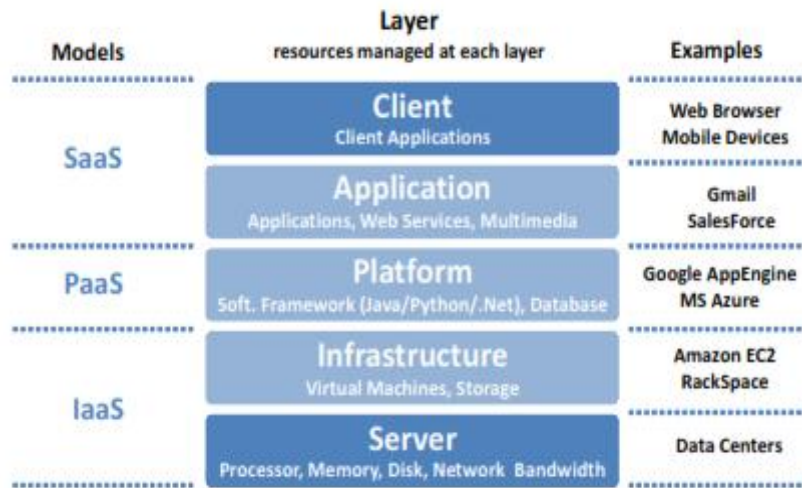 Models
Layer
resources managed at each layer
Examples
SaaS
Client
Client Applications
Web Browser
Mobile Devices
Application
Applications, Web Services, Multimedia
Gmail
SalesForce
PaaS
Platform
Soft. Framework (Java/Python/.Net), Database
Google AppEngine
MS Azure
IaaS
Infrastructure
Virtual Machines, Storage
Amazon EC2
RackSpace
Server
Processor, Memory, Disk, Network Bandwidth
Data Centers